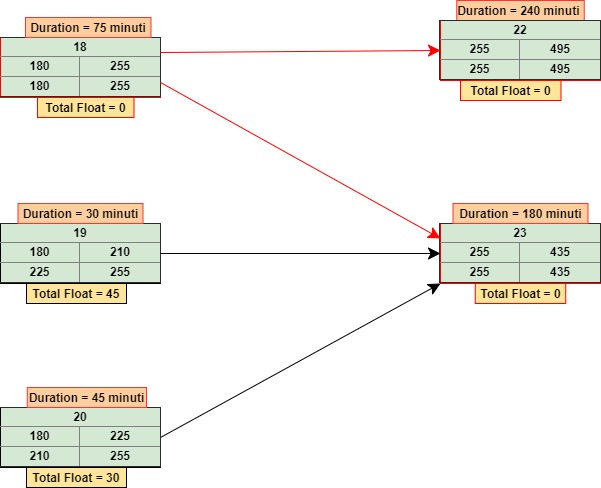 Duration = 75 minuti
18
180 255
180 255
Total Float = 0
Duration = 240 minuti
22
255 495
255 495
Total Float = 0
Duration = 30 minuti
19
180 210
225 255
Total Float = 45
Duration = 180 minuti
23
255 435
255 435
Total Float = 0
Duration = 45 minuti
20
180 225
210 255
Total Float = 30